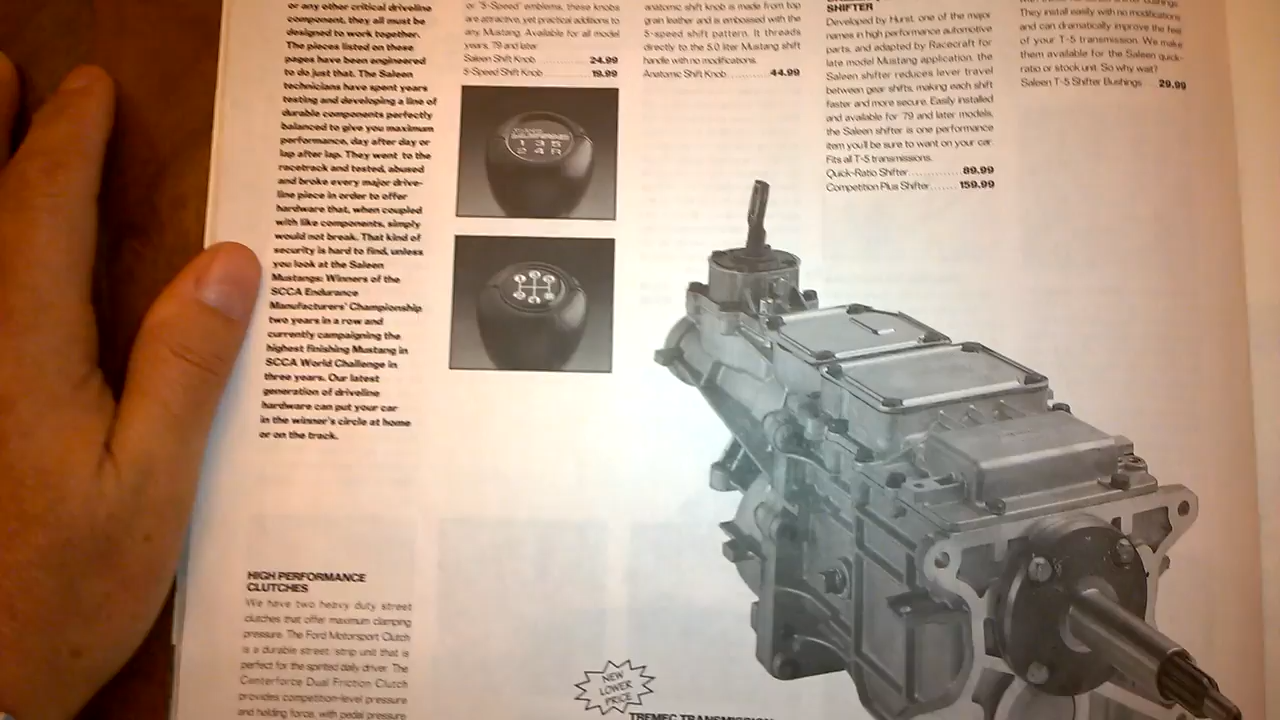 or any other critical driveline
component, they all must be
designed to work together.
The pieces listed on these
pages have been engineered
to do just that. The Saleen
technicians have spent years
testing and developing a line of
durable components perfectly
balanced to give you maximum
performance, day after day or
lap after lap. They went to the
racetrack and tested, abused
and broke every major drive-
line piece in order to offer
hardware that, when coupled
with like components, simply
would not break. That kind of
security is hard to find, unless
you look at the Saleen
Mustangs: Winners of the
SCCA Endurance
Manufacturers' Championship
two years in a row and
currently campaigning the
highest finishing Mustang in
SCCA World Challenge in
three years. Our latest
generation of driveline
hardware can put your car
in the winner's circle at home
or on the track.
HIGH PERFORMANCE
CLUTCHES
We have two heavy duty street
clutches that offer maximum clamping
pressure. The Ford Motorsport Clutch
is a durable street/strip unit that is
perfect for the spirited daily driver. The
Centerforce Dual Friction Clutch
provides competition-level pressure
and holding force, with pedal pressure
or "5-Speed" emblems, these knobs
are attractive, yet practical additions to
any Mustang. Available for all model
years, '79 and later.
Saleen Shift Knob 24.99
5-Speed Shift Knob 19.99
1 3 5
2 4 R
anatomic shift knob is made from top
grain leather and is embossed with the
5-speed shift pattern. It threads
directly to the 5.0 liter Mustang shift
handle with no modifications.
Anatomic Shift Knob 44.99
SHIFTER
Developed by Hurst, one of the major
names in high performance automotive
parts, and adapted by Racecraft for
late model Mustang application, the
Saleen shifter reduces lever travel
between gear shifts, making each shift
faster and more secure. Easily installed
and available for '79 and later models,
the Saleen shifter is one performance
item you'll be sure to want on your car.
Fits all T-5 transmissions.
Quick-Ratio Shifter 89.99
Competition Plus Shifter 159.99
They install easily with no modifications
and can dramatically improve the feel
of your T-5 transmission. We make
them available for the Saleen quick-
ratio or stock unit. So why wait?
Saleen T-5 Shifter Bushings 29.99
NEW
LOWER
PRICE
TREMEC TRANSMISSION